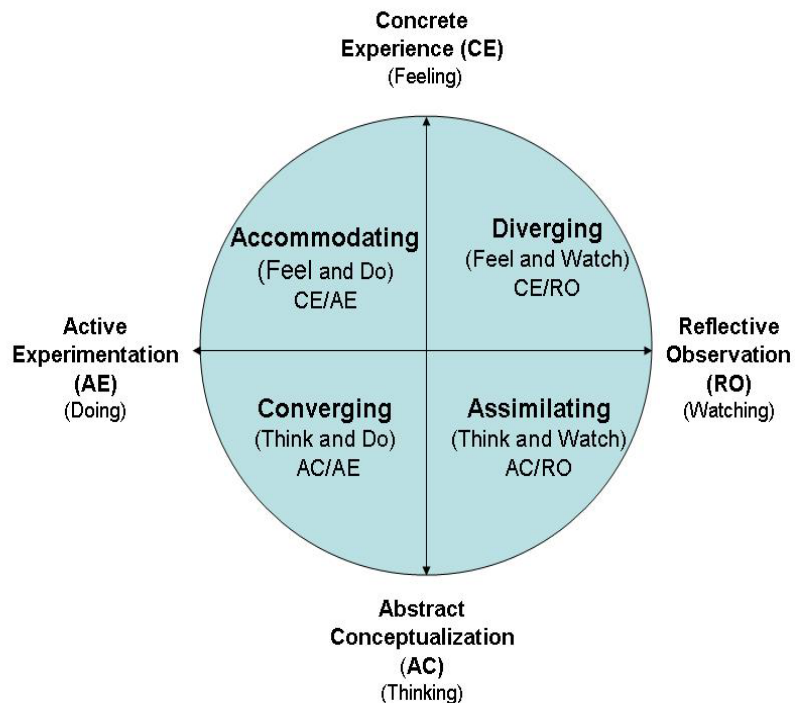 Concrete
Experience (CE)
(Feeling)
Accommodating
(Feel and Do)
CE/AE
Diverging
(Feel and Watch)
CE/RO
Active
Experimentation
(AE)
(Doing)
Reflective
Observation
(RO)
(Watching)
Converging
(Think and Do)
AC/AE
Assimilating
(Think and Watch)
AC/RO
Abstract
Conceptualization
(AC)
(Thinking)